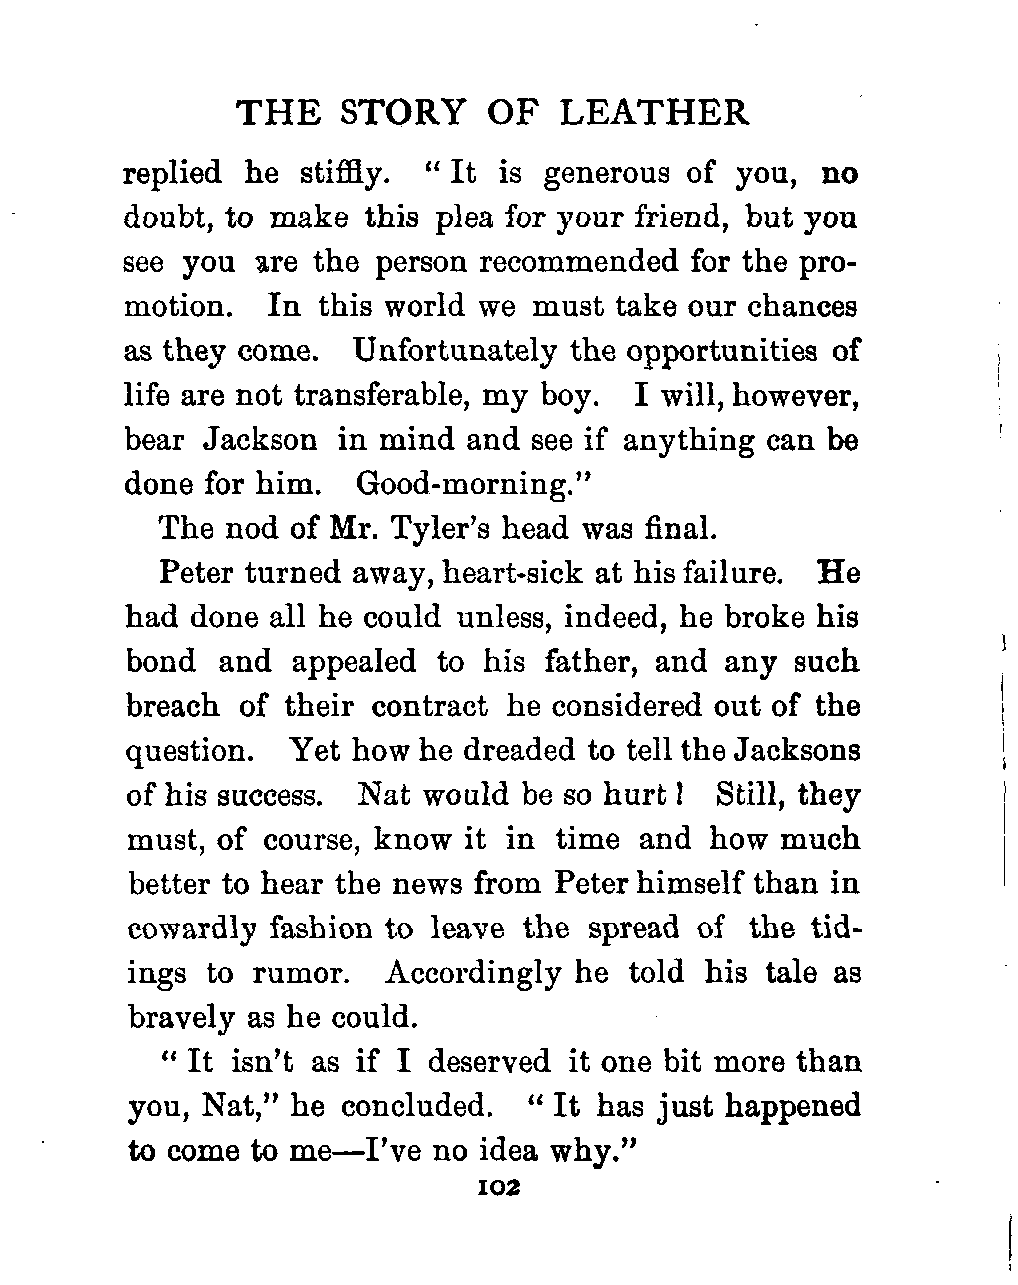 THE STORY OF LEATHER
replied he stiffly. “ It is generous of you, no
doubt, to make this plea for your friend, but you
see you are the person recommended for the pro-
motion. In this world we must take our chances
as they come. Unfortunately the opportunities of
life are not transferable, my boy. I will, however,
bear Jackson in mind and see if anything can be
done for him. Good-morning.”
The nod of Mr. Tyler’s head was final.
Peter turned away, heart-sick at his failure. He
had done all he could unless, indeed, he broke his
bond and appealed to his father, and any such
breach of their contract he considered out of the
question. Yet how he dreaded to tell the Jacksons
of his success. Nat would be so hurt! Still, they
must, of course, know it in time and how much
better to hear the news from Peter himself than in
cowardly fashion to leave the spread of the tid-
ings to rumor. Accordingly he told his tale as
bravely as he could.
“ It isn’t as if I deserved it one bit more than
you, Nat,” he concluded. “ It has just happened
to come to me—I’ve no idea why.”
102